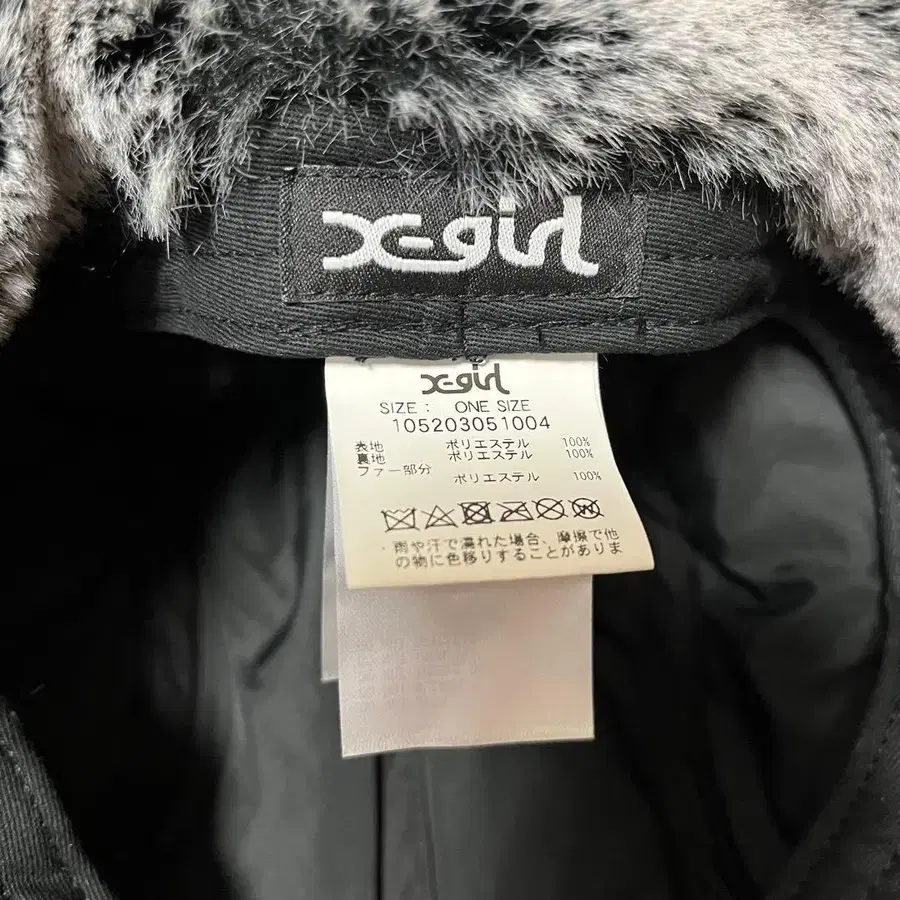 X-girl
X-girl
SIZE : ONE SIZE
105203051004
表地 ポリエステル 100%
裏地 ポリエステル 100%
ファー部分
ポリエステル 100%
雨や汗で濡れた場合、摩擦で他
の物に色移りすることがありま